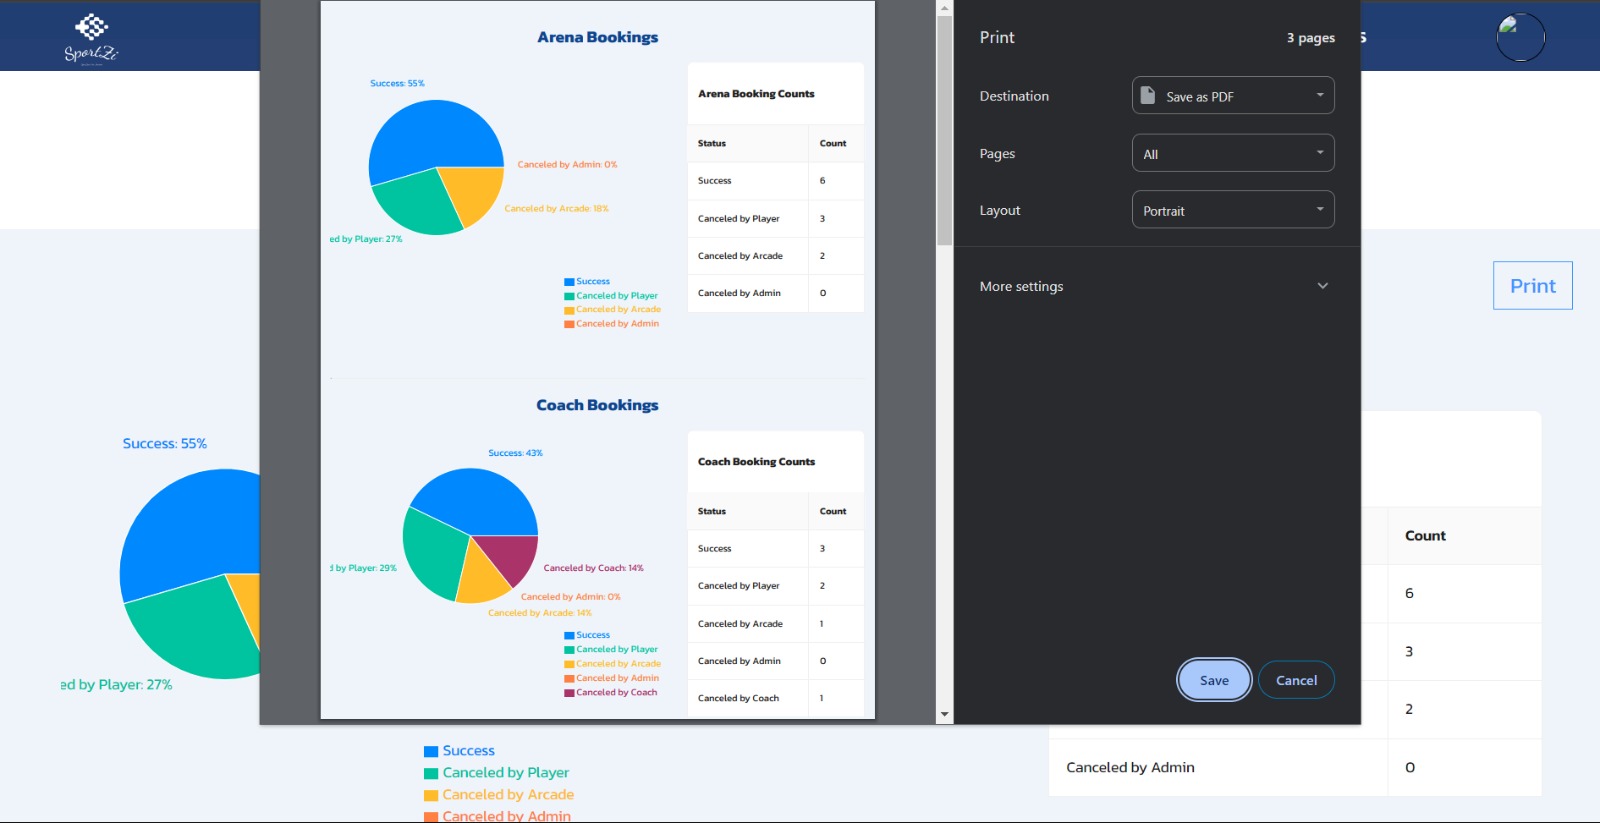 SportZi
Print
3 pages
Destination
Save as PDF
Pages
All
Layout
Portrait
More settings
Save
Cancel
s
Print
Arena Bookings
Success: 55%
Canceled by Admin: 0%
Canceled by Arcade: 18%
ed by Player: 27%
Success
Canceled by Player
Canceled by Arcade
Canceled by Admin
Arena Booking Counts
Status Count
Success 6
Canceled by Player 3
Canceled by Arcade 2
Canceled by Admin 0
Coach Bookings
Success: 43%
d by Player: 29%
Canceled by Coach: 14%
Canceled by Admin: 0%
Canceled by Arcade: 14%
Success
Canceled by Player
Canceled by Arcade
Canceled by Admin
Canceled by Coach
Coach Booking Counts
Status Count
Success 3
Canceled by Player 2
Canceled by Arcade 1
Canceled by Admin 0
Canceled by Coach 1
Success: 55%
ed by Player: 27%
Success
Canceled by Player
Canceled by Arcade
Canceled by Admin
Count
6
3
2
Canceled by Admin 0